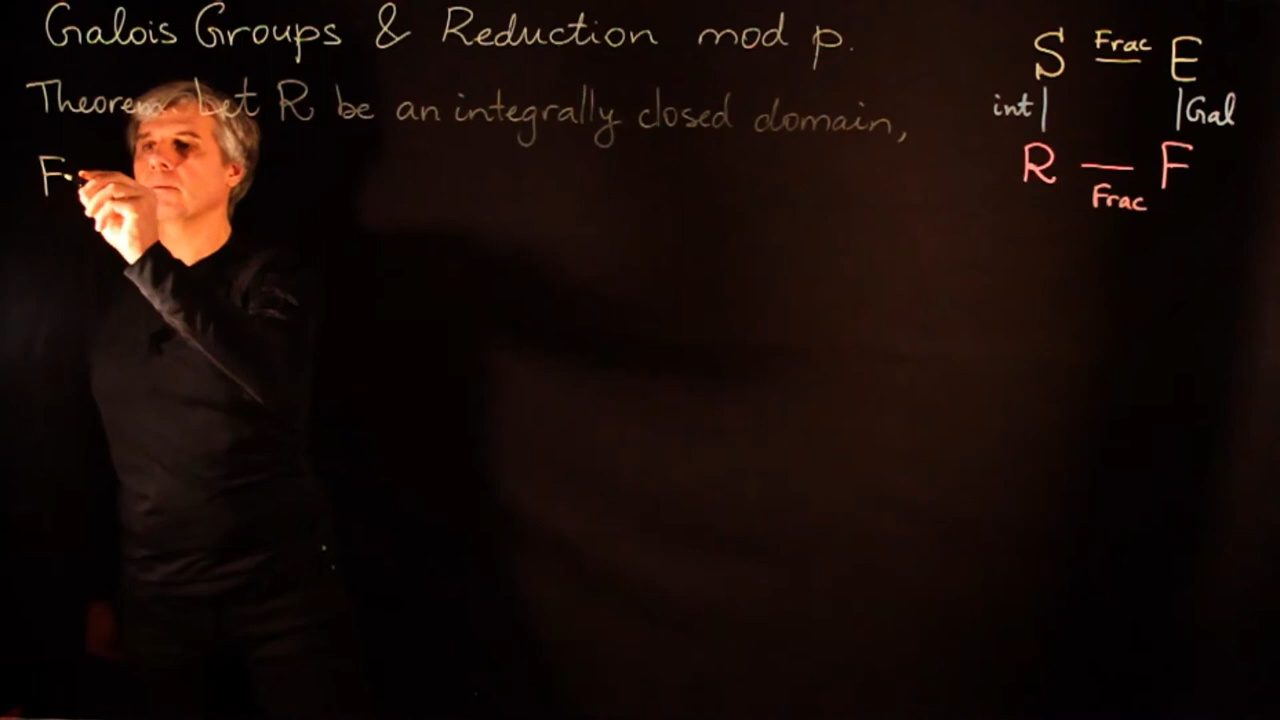 Galois Groups & Reduction mod p.
Theorem Let R be an integrally closed domain,
F
S Frac E
int Gal
R — F
Frac